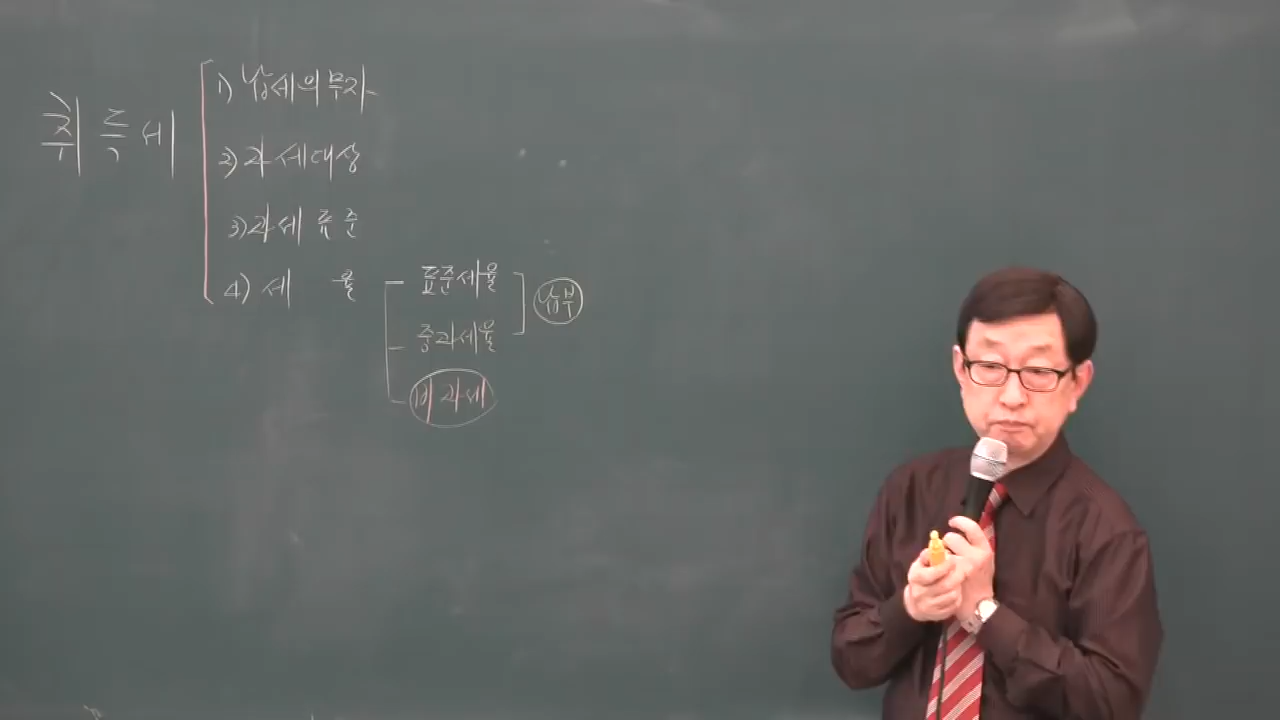 취득세
1) 납세의무자
2) 과세대상
3) 과세표준
4) 세 율
표준세율
중과세율
납부
비과세